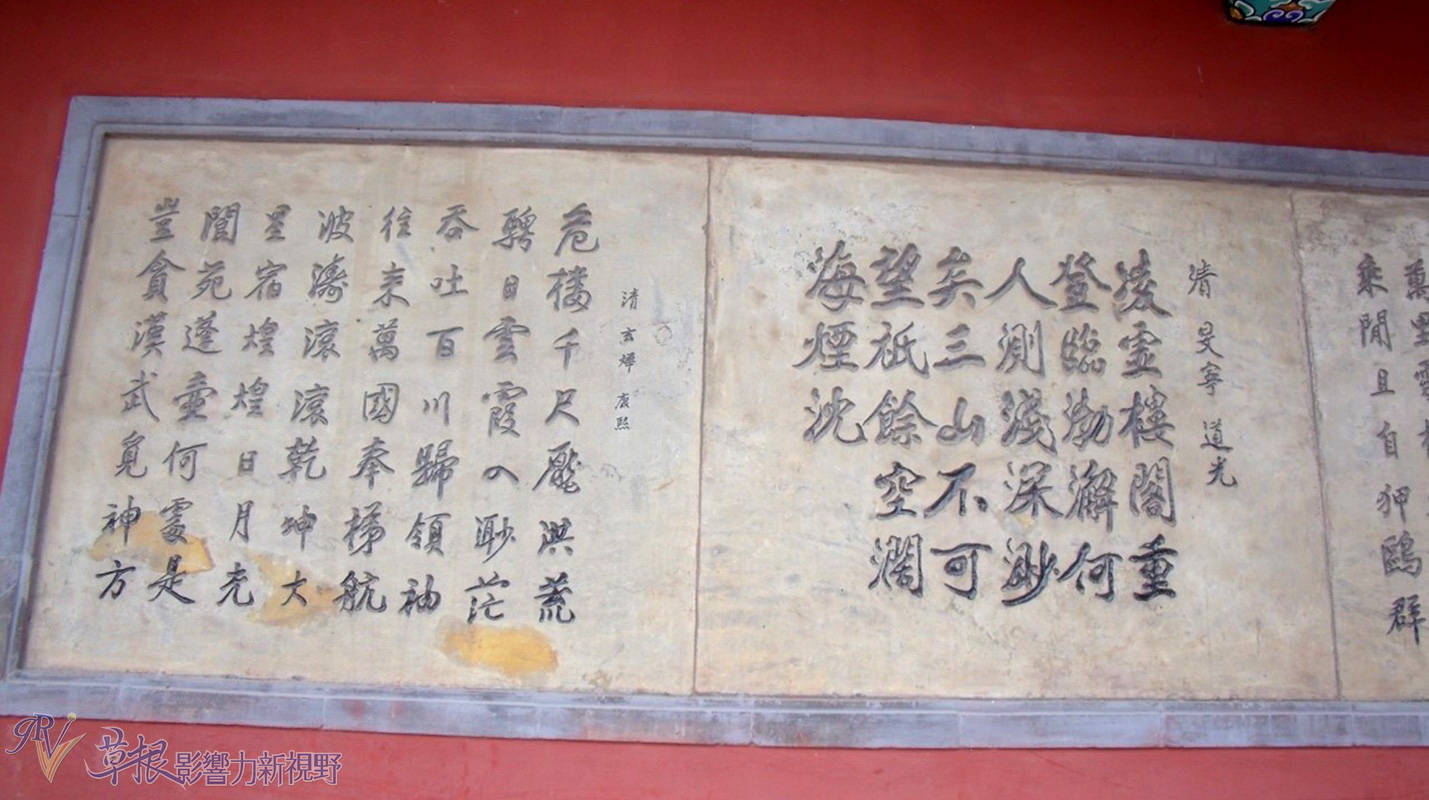 乘閒且自狎鷗群
清 旻寧 道光
凌虛樓閣重
登臨渤澥何
人測淺深渺
矣三山不可
望祇餘空濶
海煙沈
清 玄燁 康熙
危樓千尺壓洪荒
騁目雲霞入渺茫
吞吐百川歸領袖
往來萬國奉梯航
波濤滾滾乾坤大
星宿煌煌日月光
閬苑蓬壺何處是
豈貪漢武覓神方
GRV 草根影響力新視野